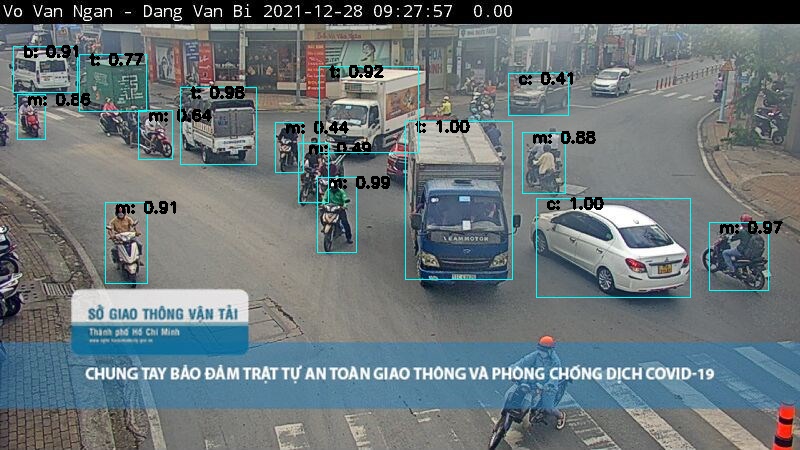 Vo Van Ngan - Dang Van Bi 2021-12-28 09:27:57 0.00
b: 0.91
t: 0.77
t: 0.98
t: 0.92
c: 0.41
m: 0.86
m: 0.64
m: 0.44
m: 0.49
t: 1.00
m: 0.88
m: 0.99
m: 0.91
c: 1.00
m: 0.97
TEAMMOTOR
SỞ GIAO THÔNG VẬN TẢI
Thành phố Hồ Chí Minh
CHUNG TAY BẢO ĐẢM TRẬT TỰ AN TOÀN GIAO THÔNG VÀ PHÒNG CHỐNG DỊCH COVID-19